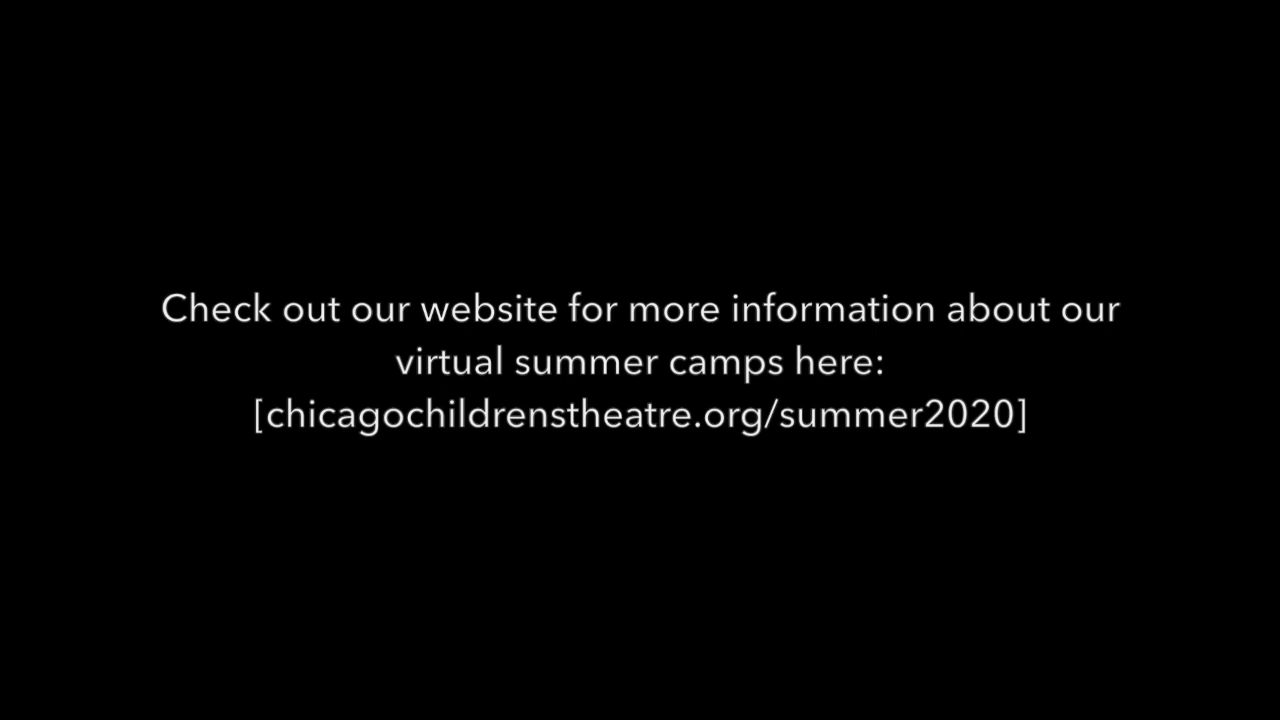 Check out our website for more information about our
virtual summer camps here:
[chicagochildrenstheatre.org/summer2020]